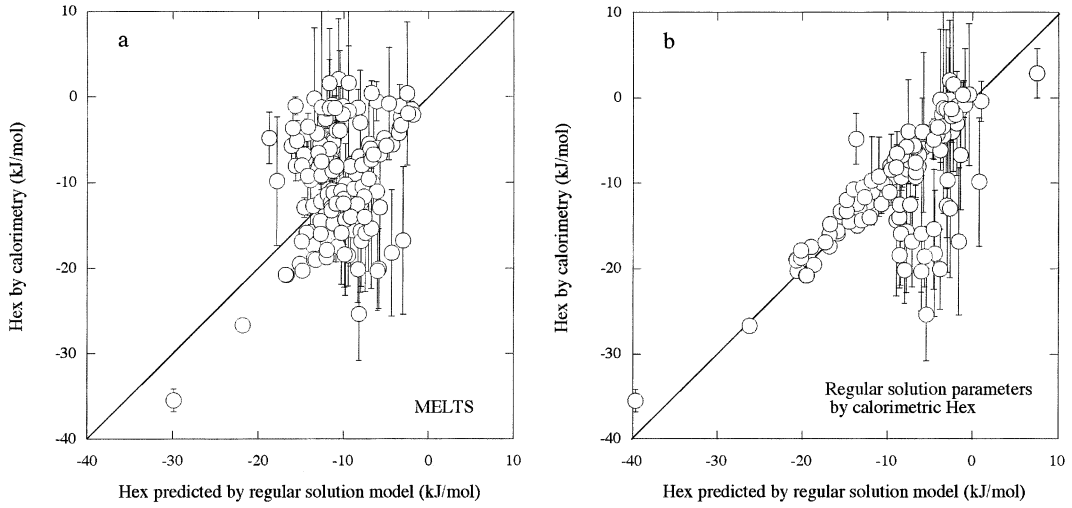 a
10
0
-10
-20
-30
-40
Hex by calorimetry (kJ/mol)
MELTS
-40 -30 -20 -10 0 10
Hex predicted by regular solution model (kJ/mol)
b
10
0
-10
-20
-30
-40
Hex by calorimetry (kJ/mol)
Regular solution parameters
by calorimetric Hex
-40 -30 -20 -10 0 10
Hex predicted by regular solution model (kJ/mol)